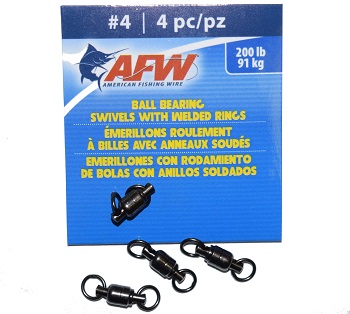 #4 | 4 pc/pz
200 lb
91 kg
AFW
AMERICAN FISHING WIRE
BALL BEARING
SWIVELS WITH WELDED RINGS
ÉMERILLONS ROULEMENT
À BILLES AVEC ANNEAUX SOUDÉS
EMERILLONES CON RODAMIENTO
DE BOLAS CON ANILLOS SOLDADOS